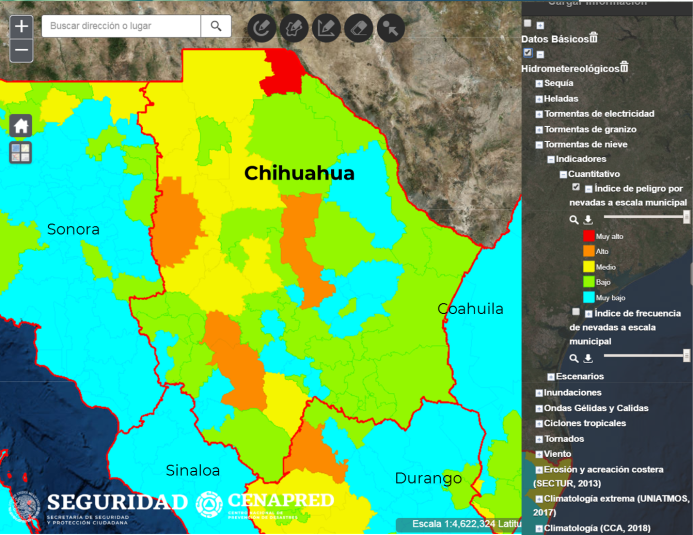 Cargar Información
+
Buscar dirección o lugar
−
Datos Básicos
Hidrometereológicos
Sequía
Heladas
Tormentas de electricidad
Tormentas de granizo
Tormentas de nieve
Indicadores
Cuantitativo
Índice de peligro por
nevadas a escala municipal
Muy alto
Alto
Medio
Bajo
Muy bajo
Índice de frecuencia
de nevadas a escala
municipal
Escenarios
Inundaciones
Ondas Gélidas y Calidas
Ciclones tropicales
Tornados
Viento
Erosión y acreación costera
(SECTUR, 2013)
Climatología extrema (UNIATMOS,
2017)
Climatología (CCA, 2018)
Chihuahua
Sonora
Coahuila
Sinaloa
Durango
SEGURIDAD
SECRETARÍA DE SEGURIDAD
Y PROTECCIÓN CIUDADANA
CENAPRED
CENTRO NACIONAL DE
PREVENCIÓN DE DESASTRES
Escala 1:4,622,324 Latitu